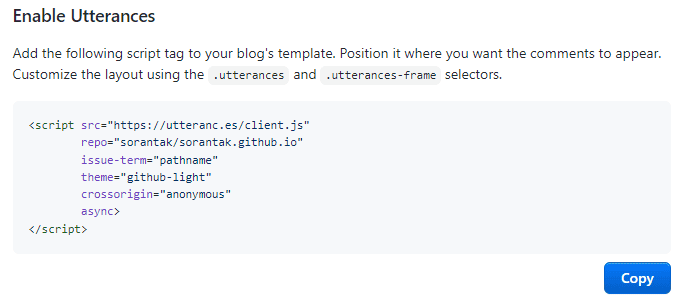 Enable Utterances
Add the following script tag to your blog's template. Position it where you want the comments to appear.
Customize the layout using the .utterances and .utterances-frame selectors.
<script src="https://utteranc.es/client.js"
        repo="sorantak/sorantak.github.io"
        issue-term="pathname"
        theme="github-light"
        crossorigin="anonymous"
        async>
</script>
Copy